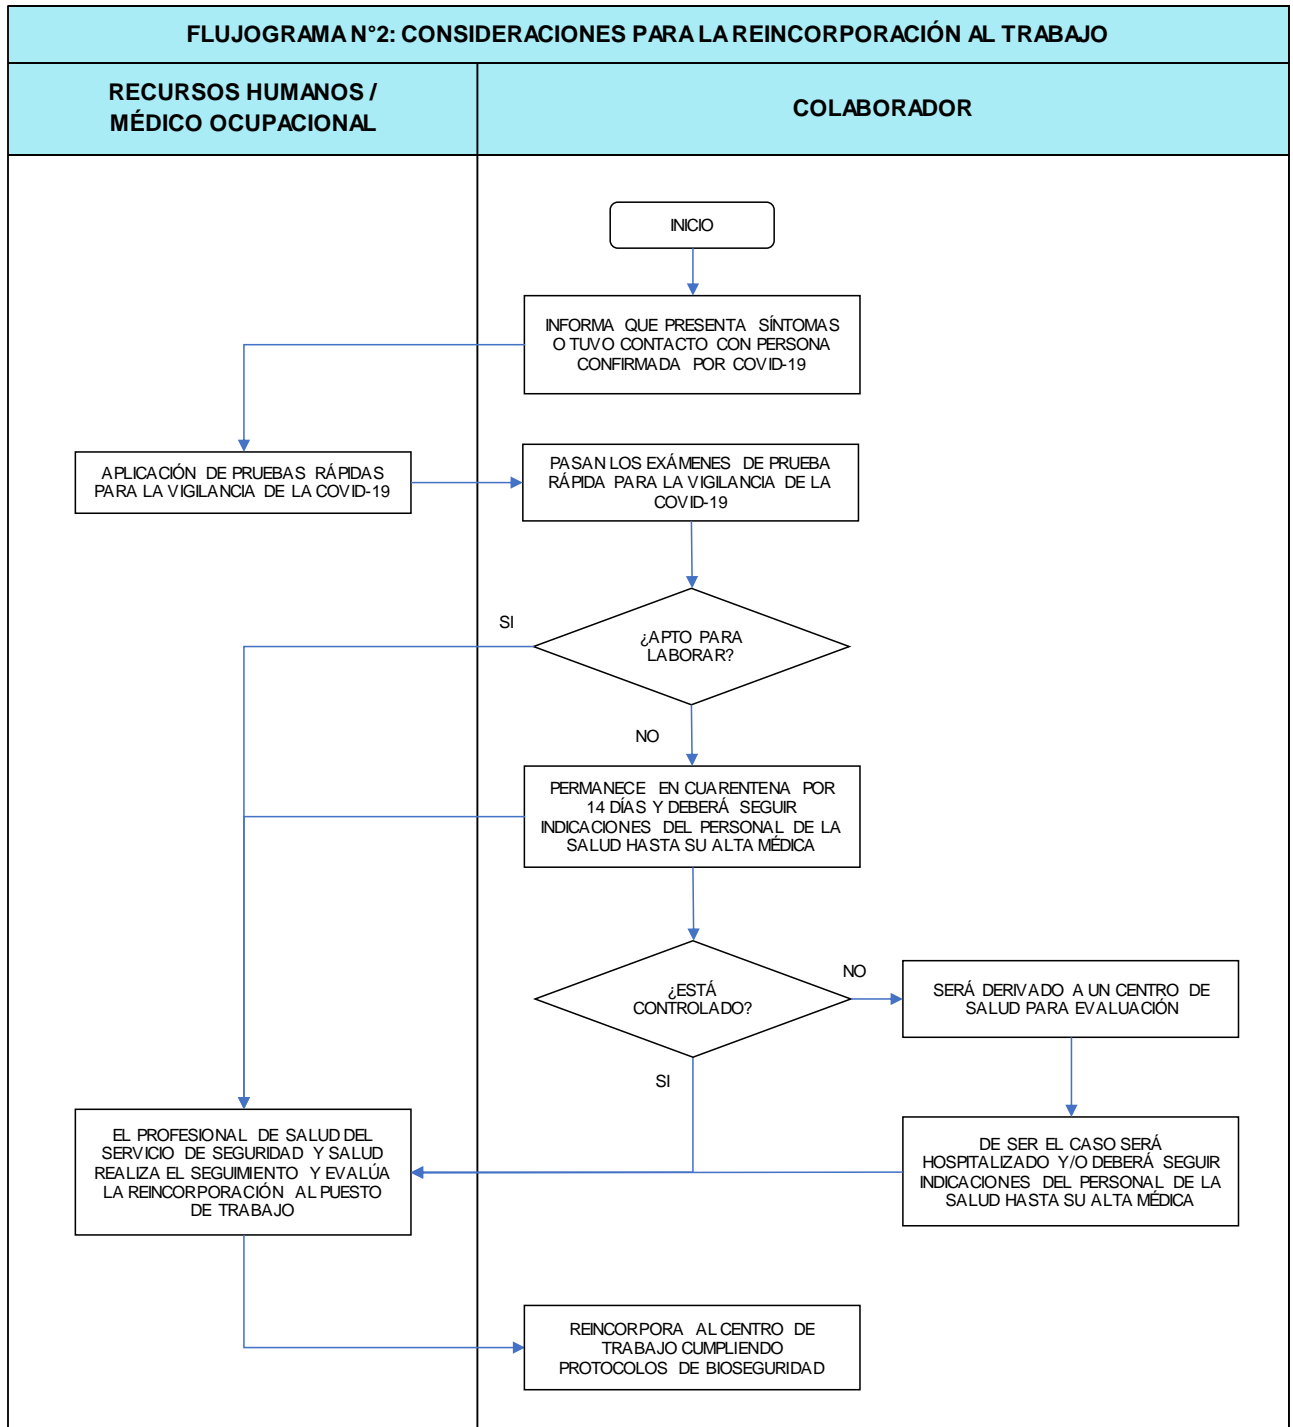 FLUJOGRAMA N°2: CONSIDERACIONES PARA LA REINCORPORACIÓN AL TRABAJO
RECURSOS HUMANOS /
MÉDICO OCUPACIONAL
COLABORADOR
INICIO
INFORMA QUE PRESENTA SÍNTOMAS
O TUVO CONTACTO CON PERSONA
CONFIRMADA POR COVID-19
APLICACIÓN DE PRUEBAS RÁPIDAS
PARA LA VIGILANCIA DE LA COVID-19
PASAN LOS EXÁMENES DE PRUEBA
RÁPIDA PARA LA VIGILANCIA DE LA
COVID-19
SI
¿APTO PARA
LABORAR?
NO
PERMANECE EN CUARENTENA POR
14 DÍAS Y DEBERÁ SEGUIR
INDICACIONES DEL PERSONAL DE LA
SALUD HASTA SU ALTA MÉDICA
¿ESTÁ
CONTROLADO?
NO
SERÁ DERIVADO A UN CENTRO DE
SALUD PARA EVALUACIÓN
SI
EL PROFESIONAL DE SALUD DEL
SERVICIO DE SEGURIDAD Y SALUD
REALIZA EL SEGUIMIENTO Y EVALÚA
LA REINCORPORACIÓN AL PUESTO
DE TRABAJO
DE SER EL CASO SERÁ
HOSPITALIZADO Y/O DEBERÁ SEGUIR
INDICACIONES DEL PERSONAL DE LA
SALUD HASTA SU ALTA MÉDICA
REINCORPORA AL CENTRO DE
TRABAJO CUMPLIENDO
PROTOCOLOS DE BIOSEGURIDAD